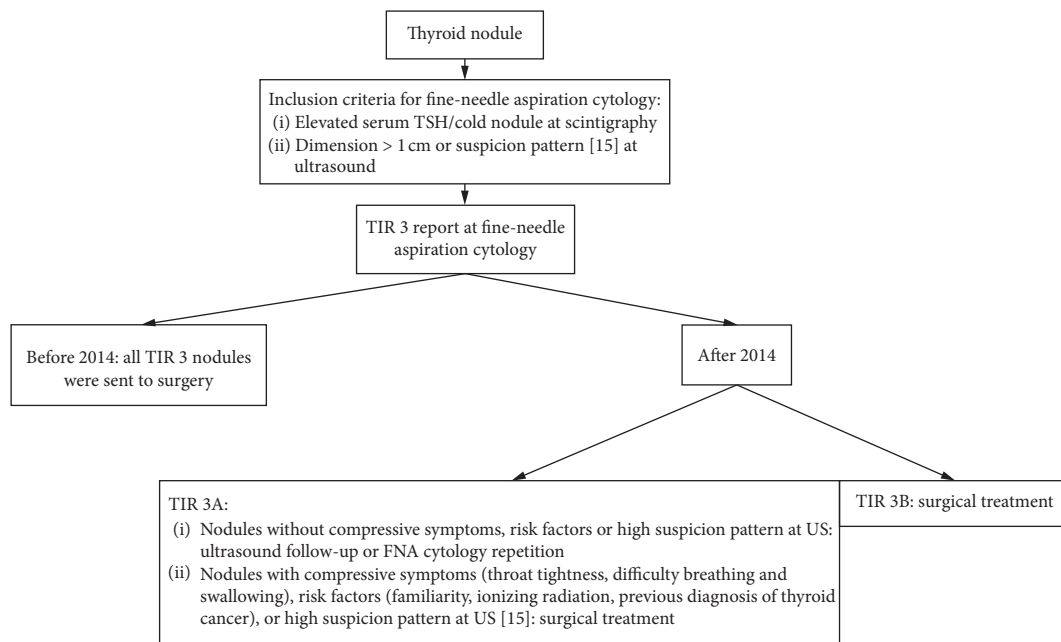 Thyroid nodule
Inclusion criteria for fine-needle aspiration cytology:
(i) Elevated serum TSH/cold nodule at scintigraphy
(ii) Dimension > 1 cm or suspicion pattern [15] at
ultrasound
TIR 3 report at fine-needle
aspiration cytology
Before 2014: all TIR 3 nodules
were sent to surgery
After 2014
TIR 3A:
(i) Nodules without compressive symptoms, risk factors or high suspicion pattern at US:
ultrasound follow-up or FNA cytology repetition
(ii) Nodules with compressive symptoms (throat tightness, difficulty breathing and
swallowing), risk factors (familiarity, ionizing radiation, previous diagnosis of thyroid
cancer), or high suspicion pattern at US [15]: surgical treatment
TIR 3B: surgical treatment